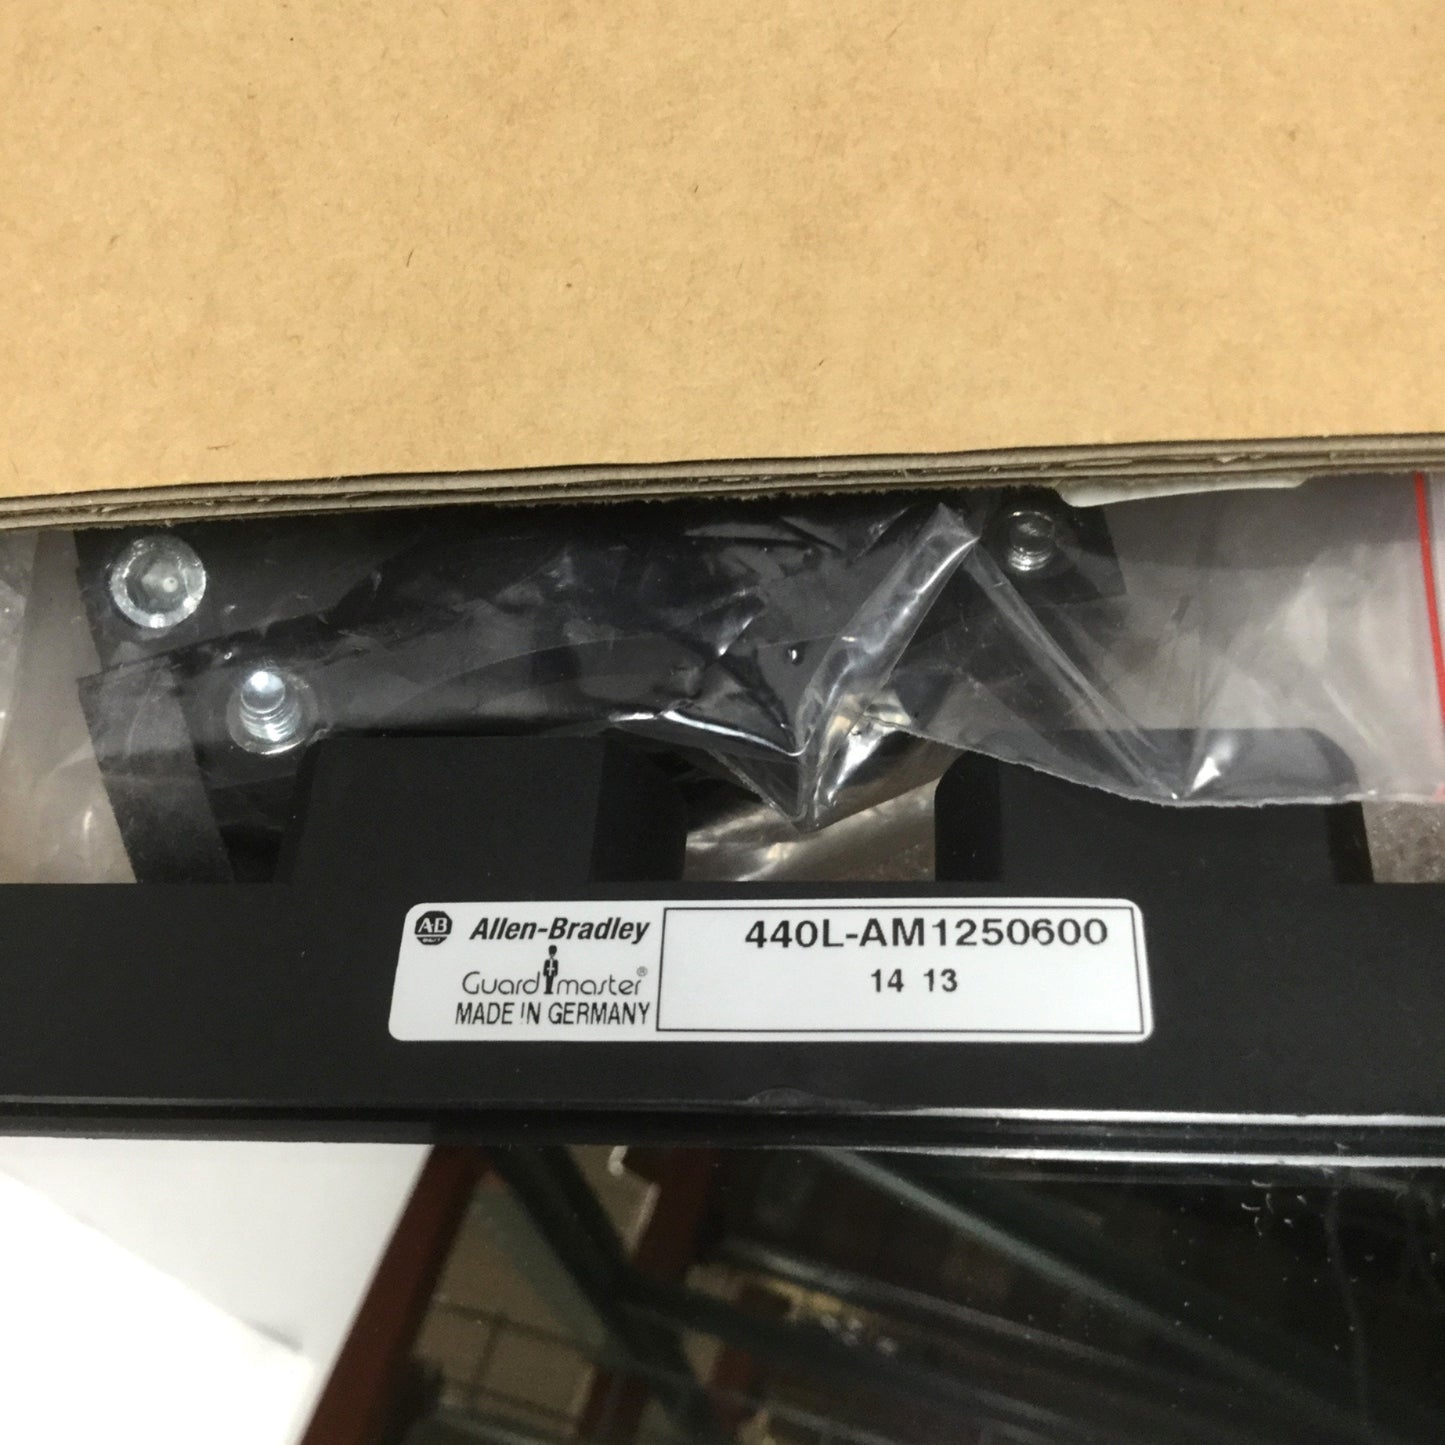 A-B Allen-Bradley
Guardmaster®
MADE IN GERMANY
440L-AM1250600
14 13